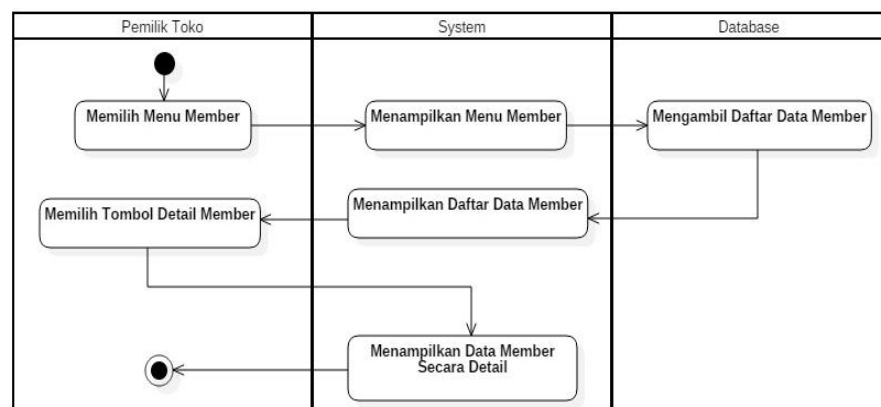 Pemilik Toko
System
Database
Memilih Menu Member
Menampilkan Menu Member
Mengambil Daftar Data Member
Memilih Tombol Detail Member
Menampilkan Daftar Data Member
Menampilkan Data Member
Secara Detail